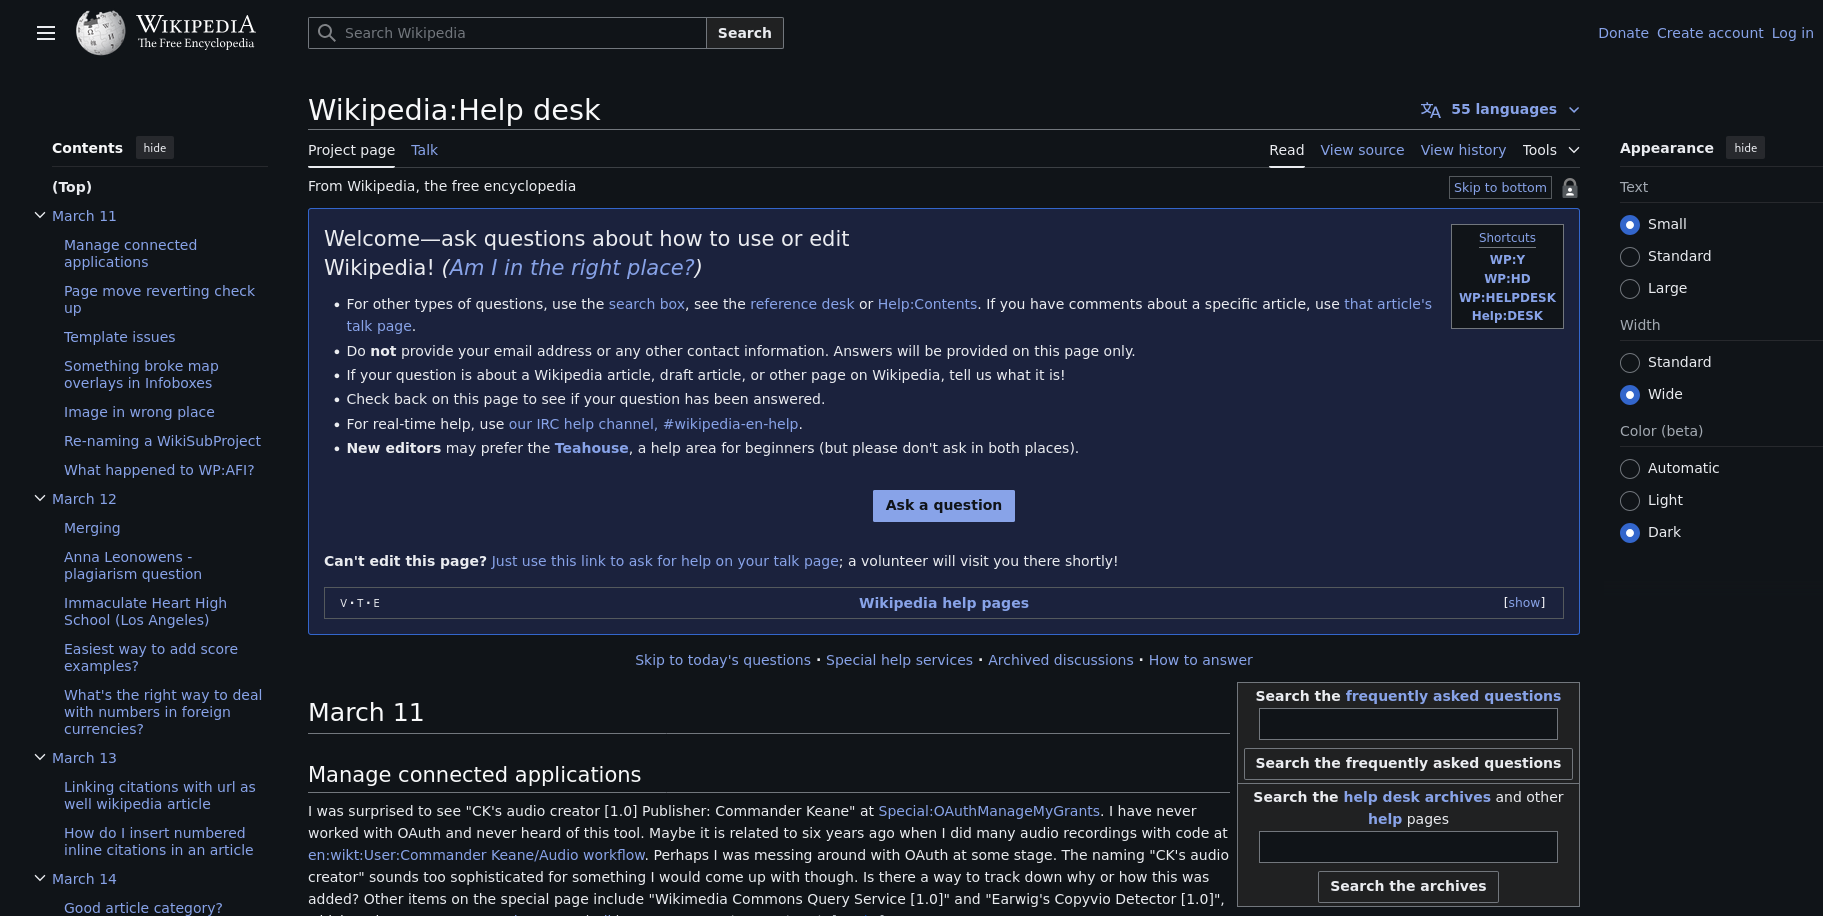 WIKIPEDIA
The Free Encyclopedia
Search Wikipedia
Search
Donate
Create account
Log in
Contents
hide
(Top)
March 11
Manage connected
applications
Page move reverting check
up
Template issues
Something broke map
overlays in Infoboxes
Image in wrong place
Re-naming a WikiSubProject
What happened to WP:AFI?
March 12
Merging
Anna Leonowens -
plagiarism question
Immaculate Heart High
School (Los Angeles)
Easiest way to add score
examples?
What's the right way to deal
with numbers in foreign
currencies?
March 13
Linking citations with url as
well wikipedia article
How do I insert numbered
inline citations in an article
March 14
Good article category?
Wikipedia:Help desk
55 languages
Project page
Talk
Read
View source
View history
Tools
From Wikipedia, the free encyclopedia
Skip to bottom
Welcome—ask questions about how to use or edit
Wikipedia! (Am I in the right place?)
Shortcuts
WP:Y
WP:HD
WP:HELPDESK
Help:DESK
• For other types of questions, use the search box, see the reference desk or Help:Contents. If you have comments about a specific article, use that article's
talk page.
• Do not provide your email address or any other contact information. Answers will be provided on this page only.
• If your question is about a Wikipedia article, draft article, or other page on Wikipedia, tell us what it is!
• Check back on this page to see if your question has been answered.
• For real-time help, use our IRC help channel, #wikipedia-en-help.
• New editors may prefer the Teahouse, a help area for beginners (but please don't ask in both places).
Ask a question
Can't edit this page? Just use this link to ask for help on your talk page; a volunteer will visit you there shortly!
V•T•E
Wikipedia help pages
[show]
Skip to today's questions • Special help services • Archived discussions • How to answer
March 11
Manage connected applications
I was surprised to see "CK's audio creator [1.0] Publisher: Commander Keane" at Special:OAuthManageMyGrants. I have never
worked with OAuth and never heard of this tool. Maybe it is related to six years ago when I did many audio recordings with code at
en:wikt:User:Commander Keane/Audio workflow. Perhaps I was messing around with OAuth at some stage. The naming "CK's audio
creator" sounds too sophisticated for something I would come up with though. Is there a way to track down why or how this was
added? Other items on the special page include "Wikimedia Commons Query Service [1.0]" and "Earwig's Copyvio Detector [1.0]",
Search the frequently asked questions
Search the frequently asked questions
Search the help desk archives and other
help pages
Search the archives
Appearance
hide
Text
Small
Standard
Large
Width
Standard
Wide
Color (beta)
Automatic
Light
Dark